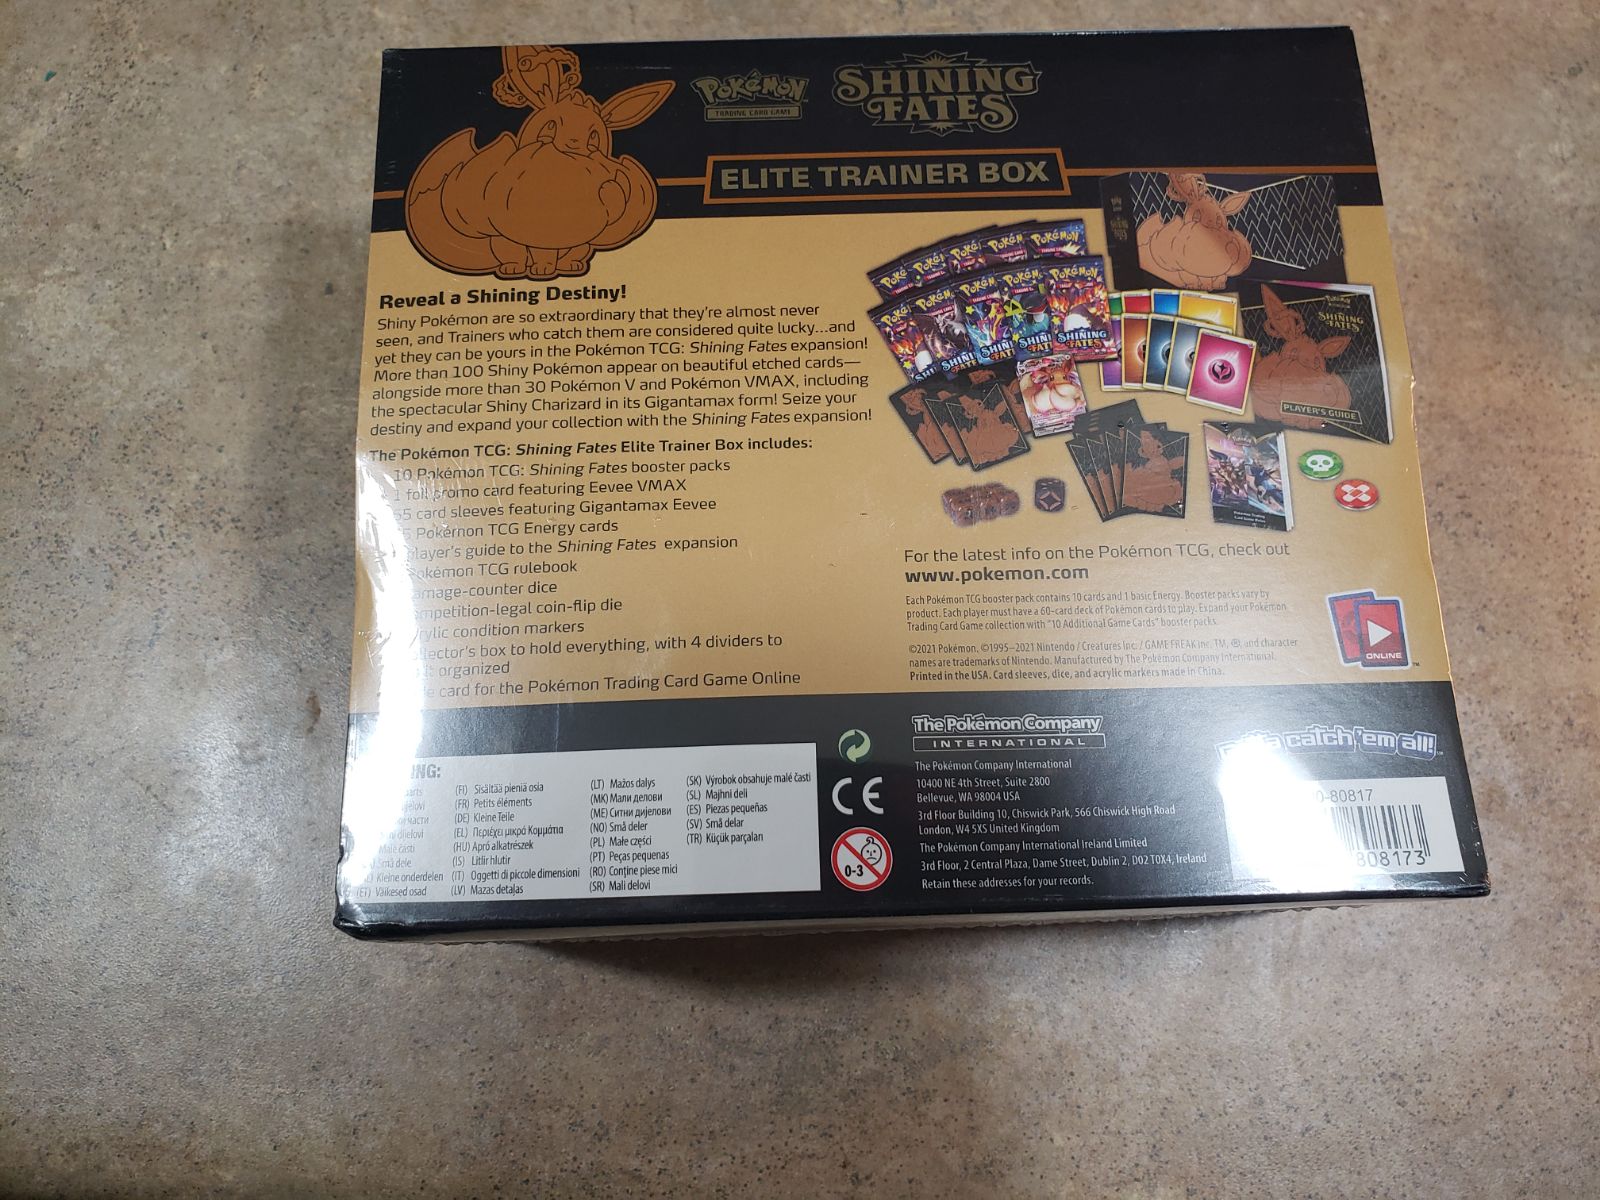 Pokémon
TRADING CARD GAME
SHINING
FATES
ELITE TRAINER BOX
Reveal a Shining Destiny!
Shiny Pokémon are so extraordinary that they're almost never
seen, and Trainers who catch them are considered quite lucky...and
yet they can be yours in the Pokémon TCG: Shining Fates expansion!
More than 100 Shiny Pokémon appear on beautiful etched cards—
alongside more than 30 Pokémon V and Pokémon VMAX, including
the spectacular Shiny Charizard in its Gigantamax form! Seize your
destiny and expand your collection with the Shining Fates expansion!
The Pokémon TCG: Shining Fates Elite Trainer Box includes:
10 Pokémon TCG: Shining Fates booster packs
1 foil promo card featuring Eevee VMAX
65 card sleeves featuring Gigantamax Eevee
Pokémon TCG Energy cards
player's guide to the Shining Fates expansion
Pokémon TCG rulebook
damage-counter dice
competition-legal coin-flip die
acrylic condition markers
collector's box to hold everything, with 4 dividers to
organized
card for the Pokémon Trading Card Game Online
Pokémon
SHINING
FATES
PLAYER'S GUIDE
For the latest info on the Pokémon TCG, check out
www.pokemon.com
Each Pokémon TCG booster pack contains 10 cards and 1 basic Energy. Booster packs vary by
product. Each player must have a 60-card deck of Pokémon cards to play. Expand your Pokémon
Trading Card Game collection with "10 Additional Game Cards" booster packs.
©2021 Pokémon. ©1995–2021 Nintendo / Creatures Inc. / GAME FREAK inc. TM, ®, and character
names are trademarks of Nintendo. Manufactured by The Pokémon Company International.
Printed in the USA. Card sleeves, dice, and acrylic markers made in China.
ONLINE
TM
The Pokémon Company
INTERNATIONAL
The Pokémon Company International
10400 NE 4th Street, Suite 2800
Bellevue, WA 98004 USA
3rd Floor Building 10, Chiswick Park, 566 Chiswick High Road
London, W4 5XS United Kingdom
The Pokémon Company International Ireland Limited
3rd Floor, 2 Central Plaza, Dame Street, Dublin 2, D02 T0X4, Ireland
Retain these addresses for your records.
catch 'em all!
0-80817
808173
CE
0-3
Malé části
Små dele
Kleine onderdelen
(ET) Väikesed osad
(FI) Sisältää pieniä osia
(FR) Petits éléments
(DE) Kleine Teile
(EL) Περιέχει μικρά Κομμάτια
(HU) Apró alkatrészek
(IS) Litlir hlutir
(IT) Oggetti di piccole dimensioni
(LV) Mazas detaļas
(LT) Mažos dalys
(MK) Мали делови
(ME) Ситни дијелови
(NO) Små deler
(PL) Małe części
(PT) Peças pequenas
(RO) Conține piese mici
(SR) Mali delovi
(SK) Výrobok obsahuje malé časti
(SL) Majhni deli
(ES) Piezas pequeñas
(SV) Små delar
(TR) Küçük parçaları